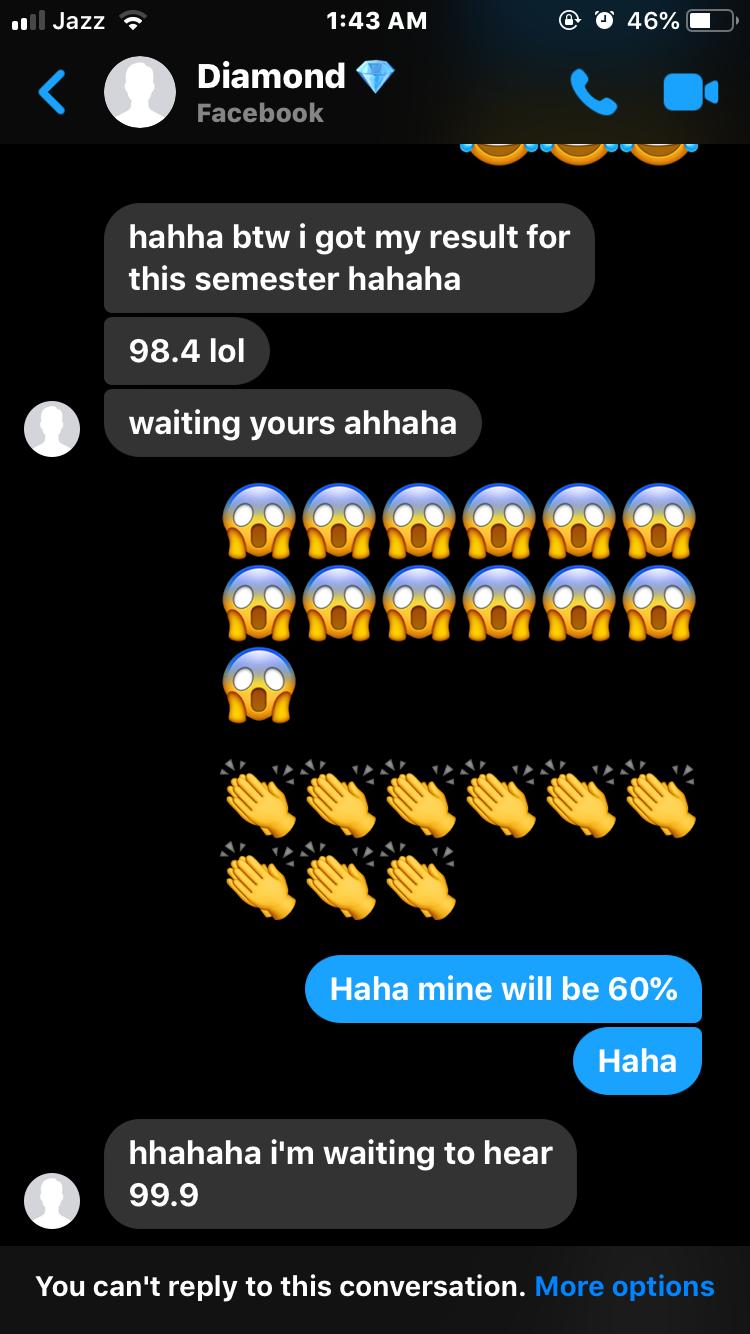 Jazz 1:43 AM 46%
Diamond 💎
Facebook
hahha btw i got my result for
this semester hahaha
98.4 lol
waiting yours ahhaha
😱😱😱😱😱😱
😱😱😱😱😱😱
😱
👏👏👏👏👏👏
👏👏👏
Haha mine will be 60%
Haha
hhahaha i'm waiting to hear
99.9
You can't reply to this conversation. More options